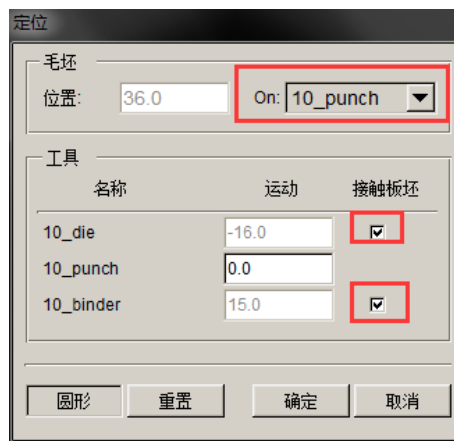 定位
毛坯
位置: 36.0 On: 10_punch
工具
名称 运动 接触板坯
10_die -16.0
10_punch 0.0
10_binder 15.0
圆形 重置 确定 取消